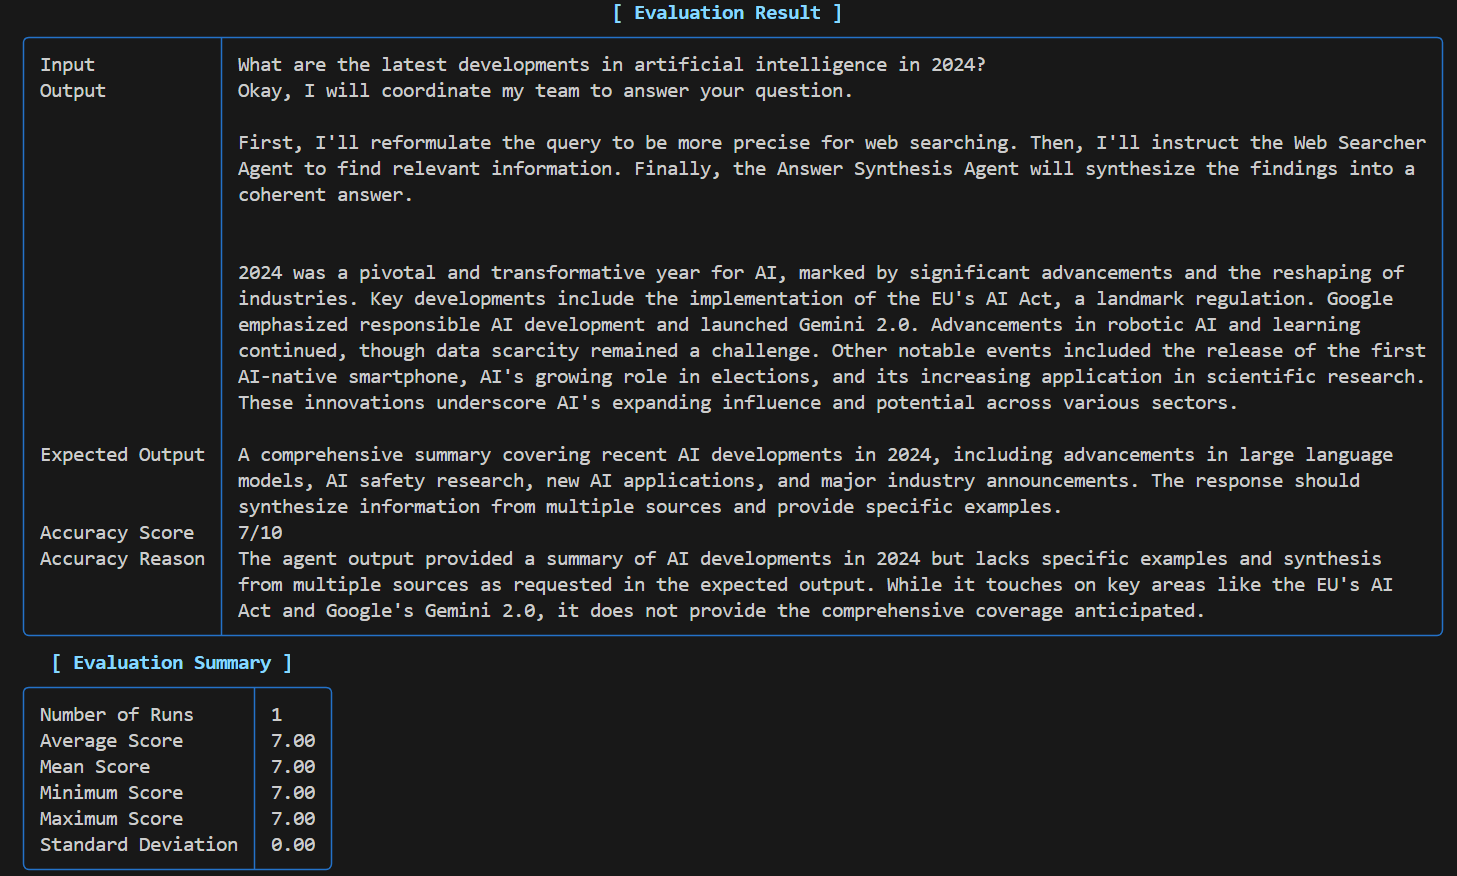 [ Evaluation Result ]
Input What are the latest developments in artificial intelligence in 2024?
Output Okay, I will coordinate my team to answer your question.
First, I'll reformulate the query to be more precise for web searching. Then, I'll instruct the Web Searcher
Agent to find relevant information. Finally, the Answer Synthesis Agent will synthesize the findings into a
coherent answer.
2024 was a pivotal and transformative year for AI, marked by significant advancements and the reshaping of
industries. Key developments include the implementation of the EU's AI Act, a landmark regulation. Google
emphasized responsible AI development and launched Gemini 2.0. Advancements in robotic AI and learning
continued, though data scarcity remained a challenge. Other notable events included the release of the first
AI-native smartphone, AI's growing role in elections, and its increasing application in scientific research.
These innovations underscore AI's expanding influence and potential across various sectors.
Expected Output A comprehensive summary covering recent AI developments in 2024, including advancements in large language
models, AI safety research, new AI applications, and major industry announcements. The response should
synthesize information from multiple sources and provide specific examples.
Accuracy Score 7/10
Accuracy Reason The agent output provided a summary of AI developments in 2024 but lacks specific examples and synthesis
from multiple sources as requested in the expected output. While it touches on key areas like the EU's AI
Act and Google's Gemini 2.0, it does not provide the comprehensive coverage anticipated.
[ Evaluation Summary ]
Number of Runs 1
Average Score 7.00
Mean Score 7.00
Minimum Score 7.00
Maximum Score 7.00
Standard Deviation 0.00